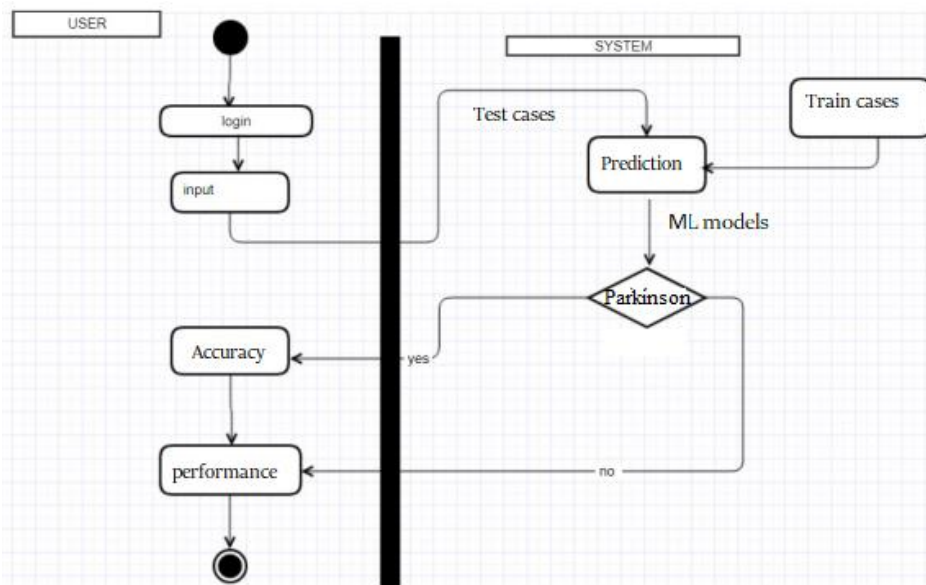 USER
SYSTEM
login
Test cases
Train cases
input
Prediction
ML models
Parkinson
Accuracy
yes
performance
no